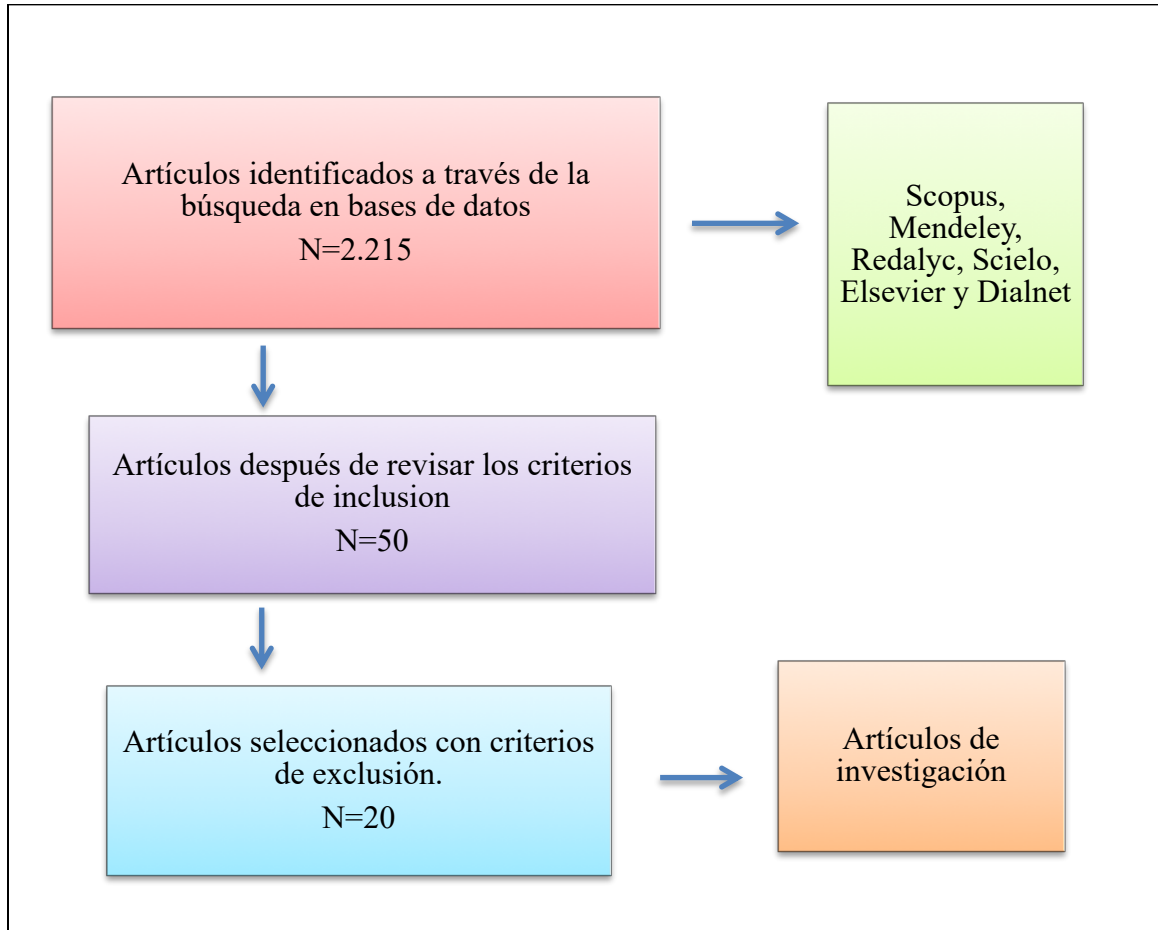 Artículos identificados a través de la
búsqueda en bases de datos
N=2.215
Scopus,
Mendeley,
Redalyc, Scielo,
Elsevier y Dialnet
Artículos después de revisar los criterios
de inclusion
N=50
Artículos seleccionados con criterios
de exclusión.
N=20
Artículos de
investigación